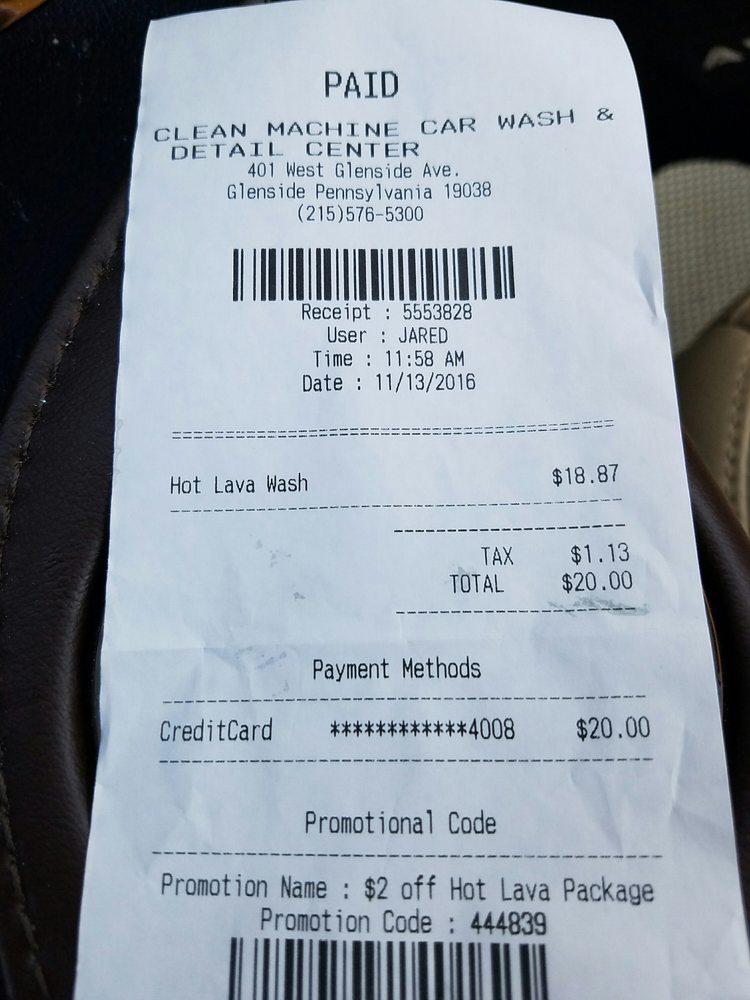 PAID
CLEAN MACHINE CAR WASH &
DETAIL CENTER
401 West Glenside Ave.
Glenside Pennsylvania 19038
(215)576-5300
Receipt : 5553828
User : JARED
Time : 11:58 AM
Date : 11/13/2016
Hot Lava Wash $18.87
TAX $1.13
TOTAL $20.00
Payment Methods
CreditCard ************4008 $20.00
Promotional Code
Promotion Name : $2 off Hot Lava Package
Promotion Code : 444839